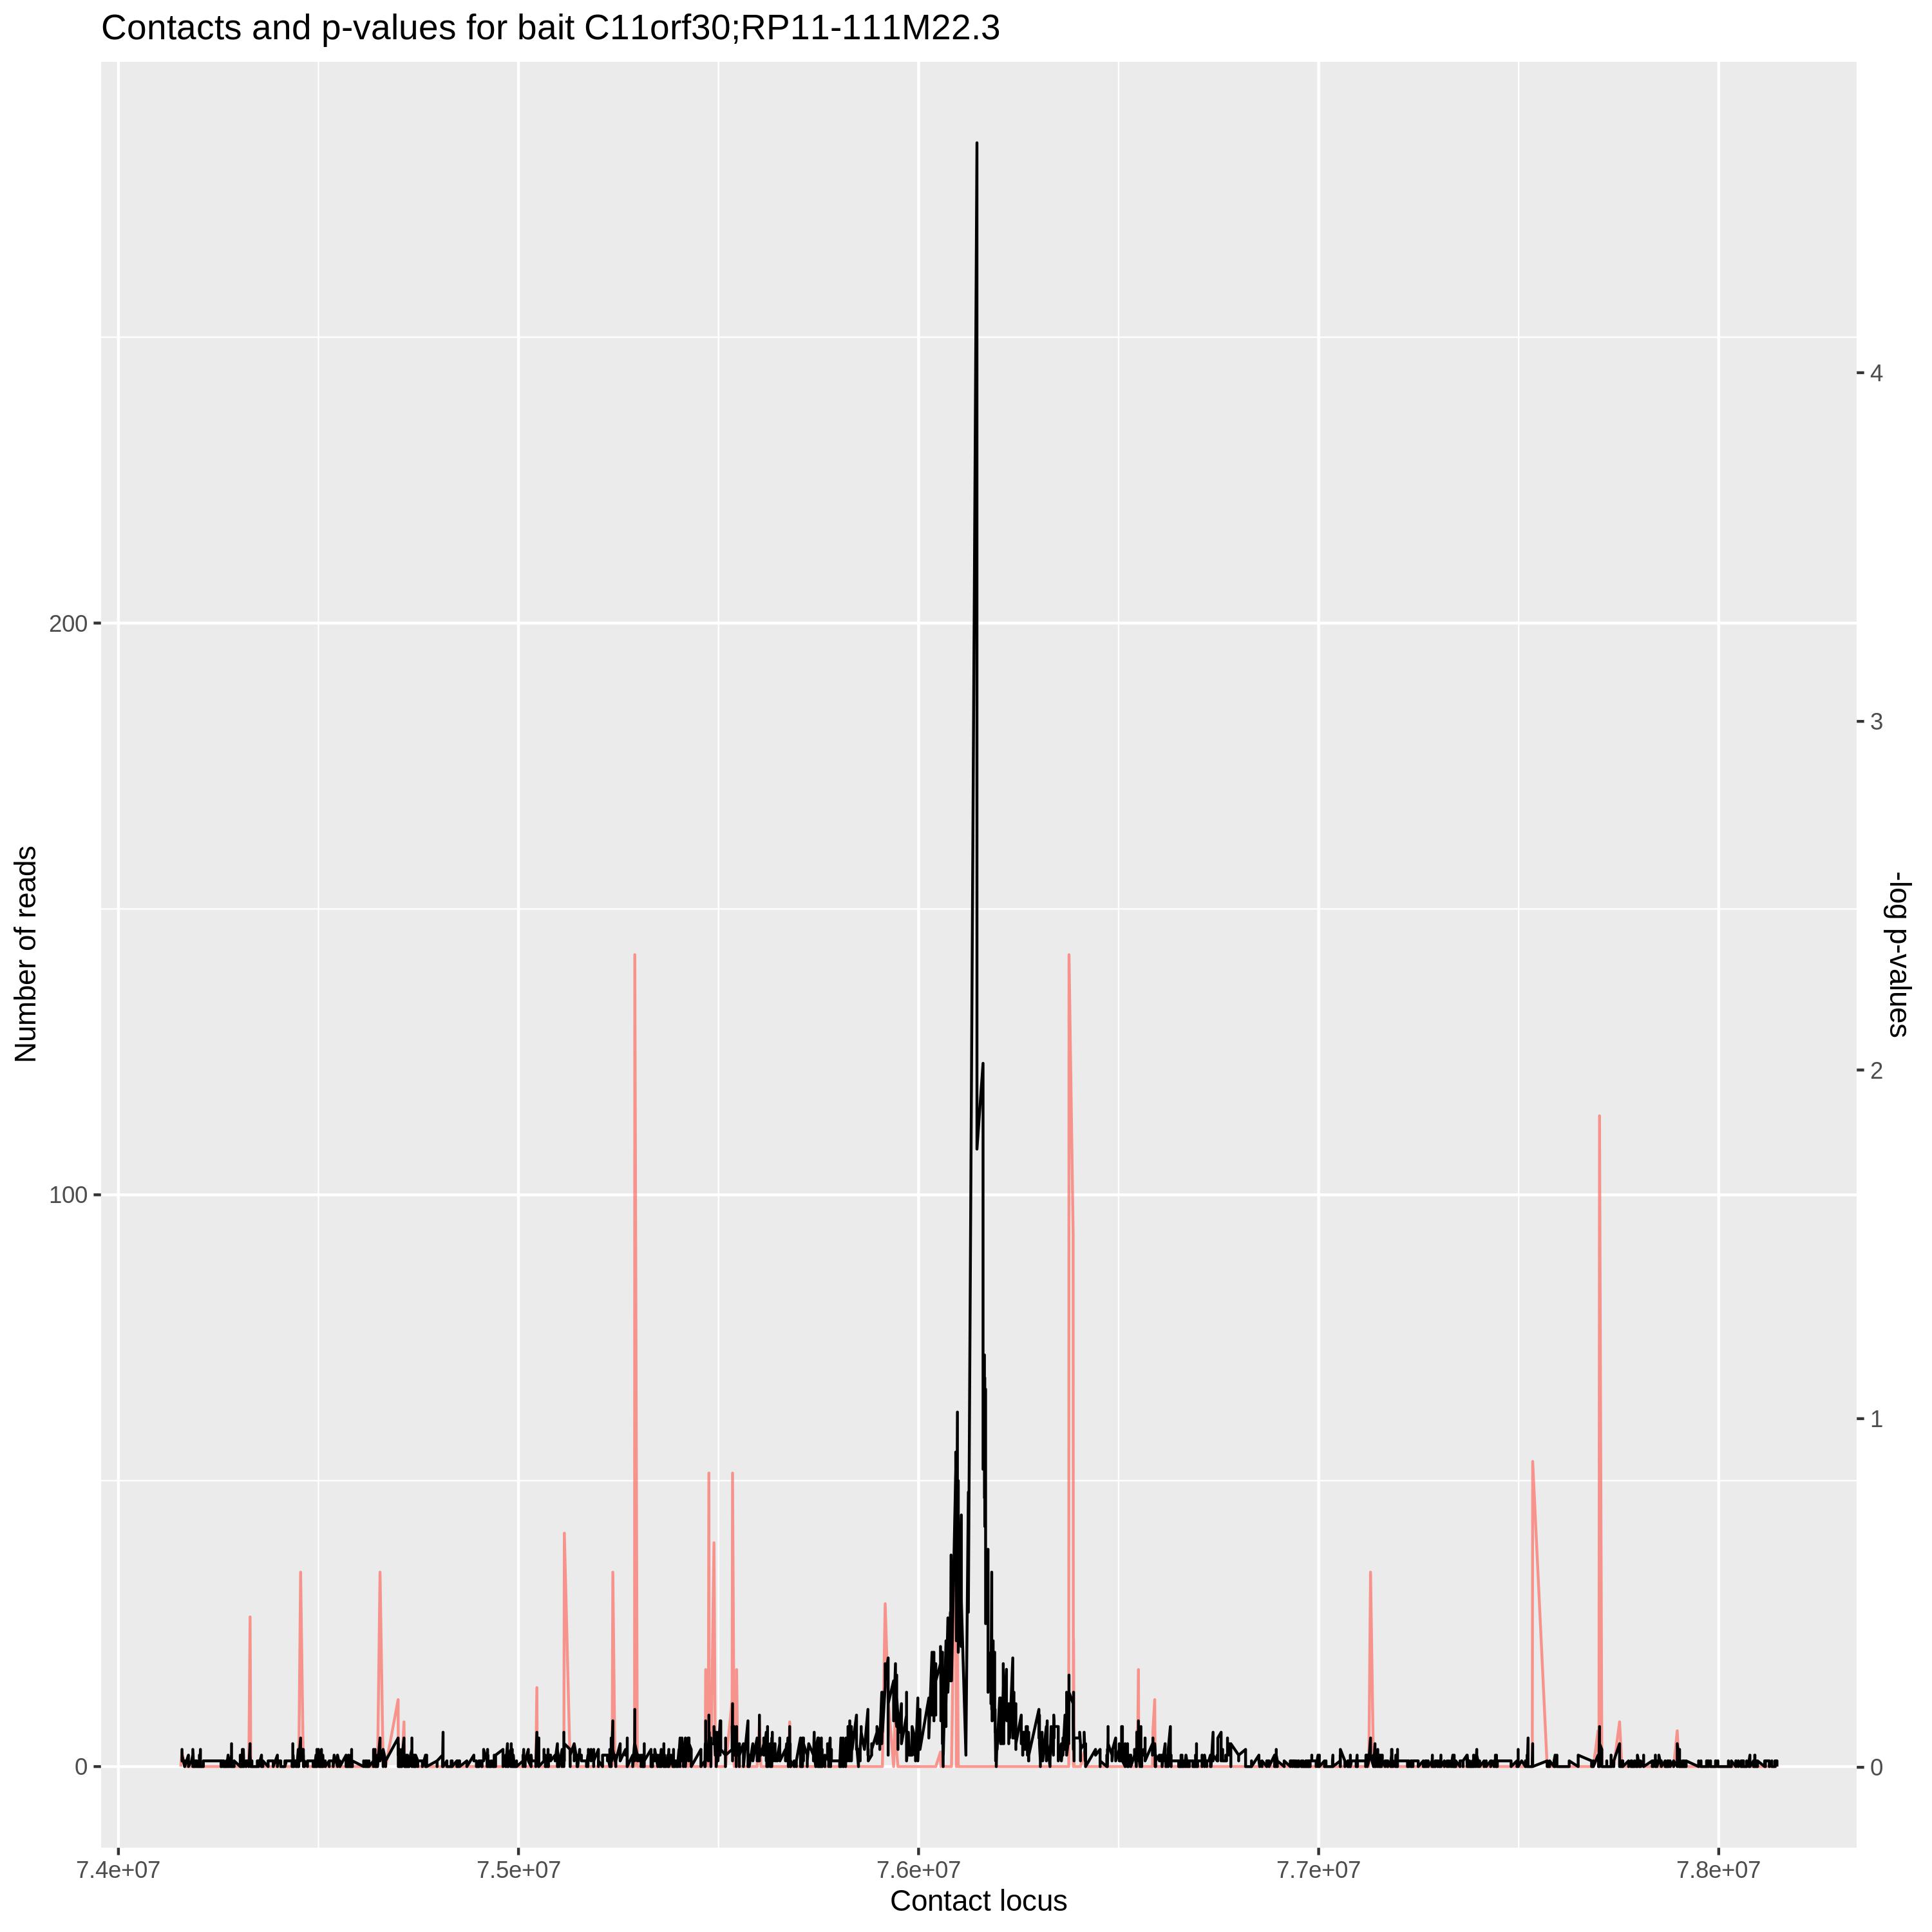 Contacts and p-values for bait C11orf30;RP11-111M22.3
Number of reads
200
100
0
4
3
2
1
0
-log p-values
7.4e+07 7.5e+07 7.6e+07 7.7e+07 7.8e+07
Contact locus